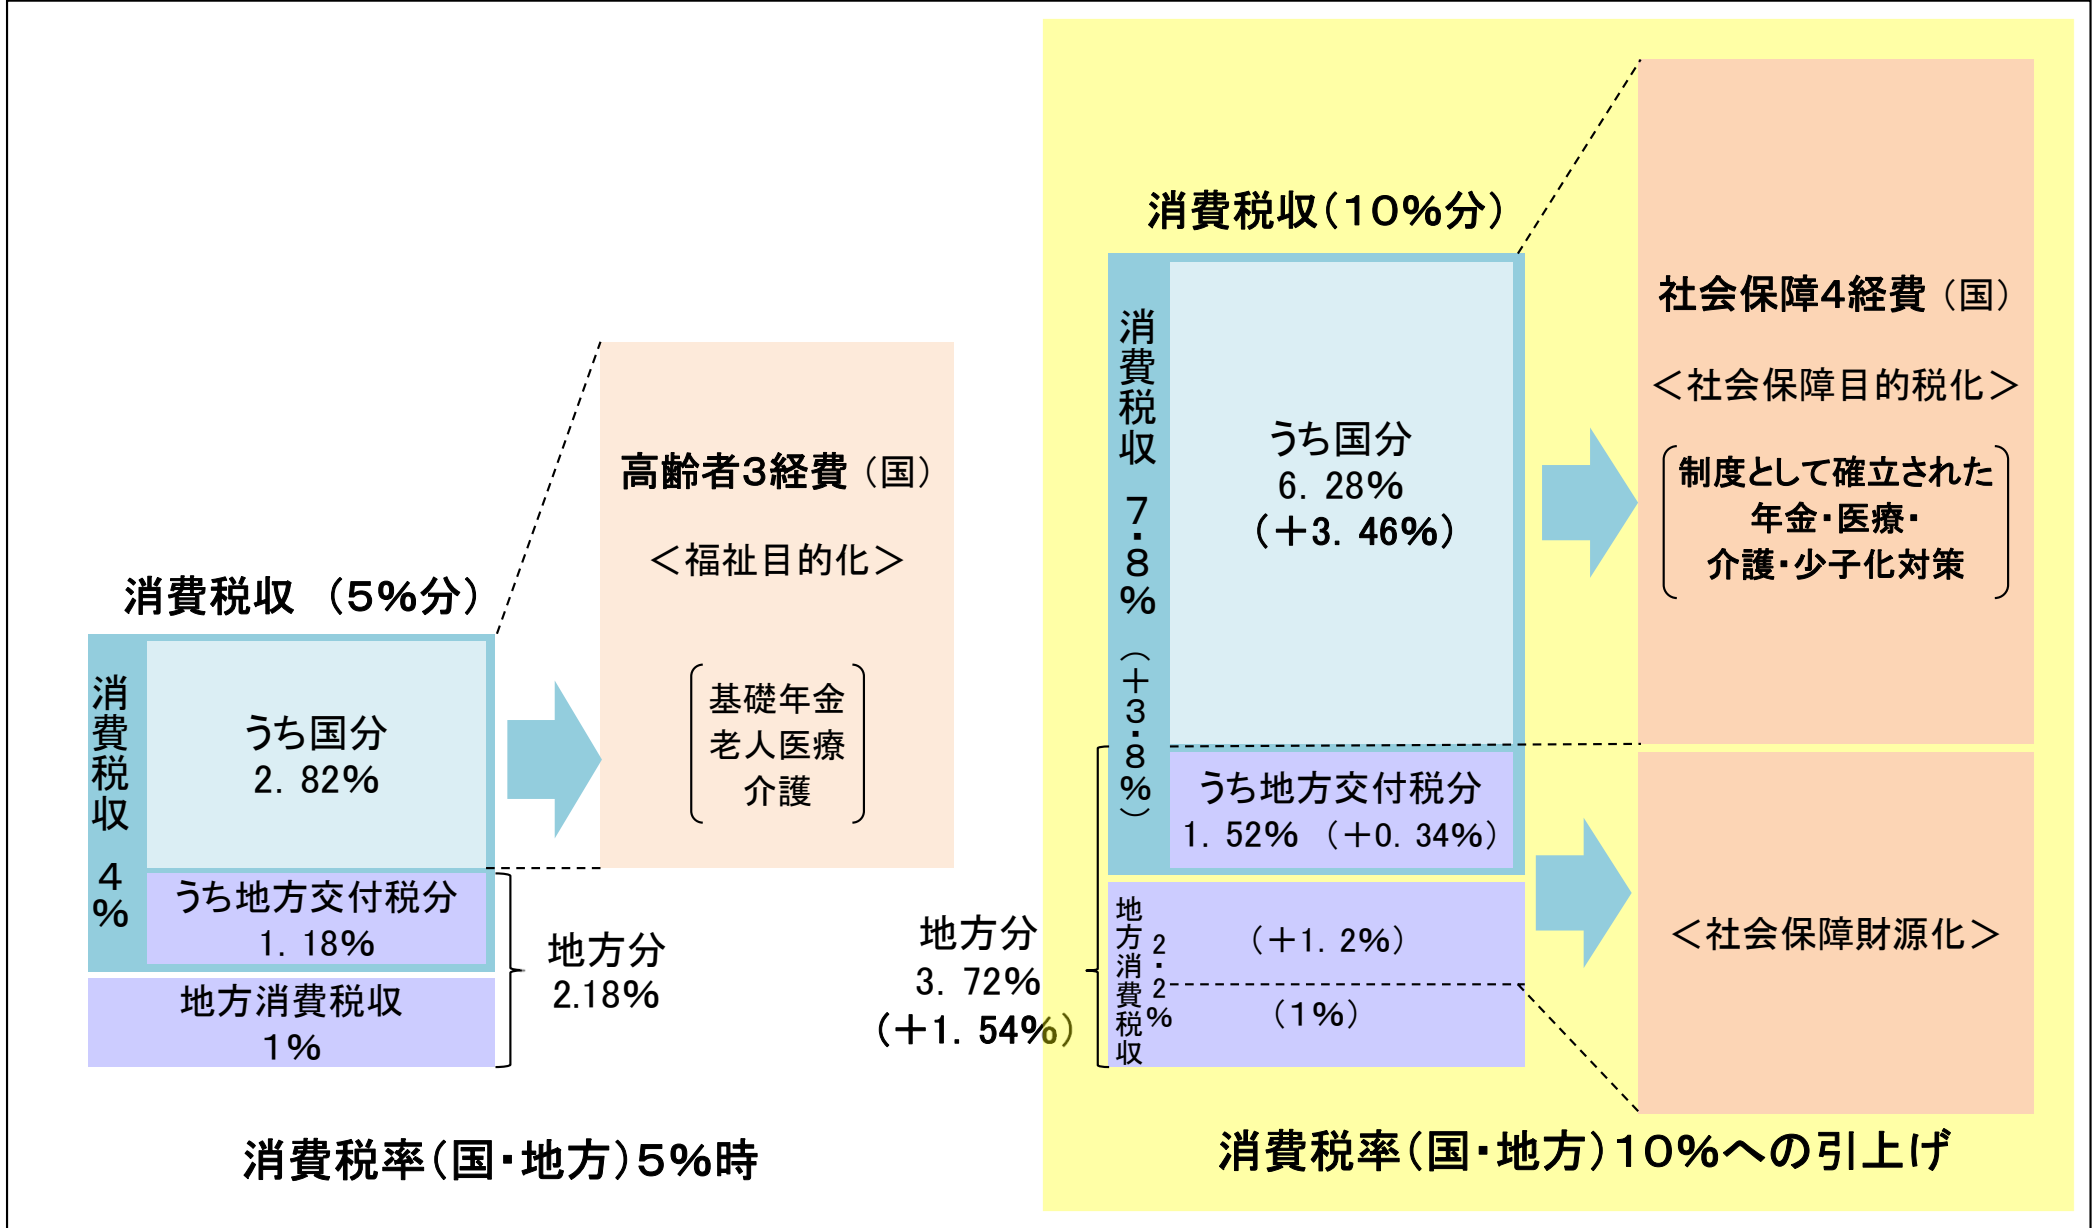 消費税収（5％分）
消費税収 4％
うち国分
2．82％
うち地方交付税分
1．18％
地方消費税収
1％
地方分
2.18％
高齢者3経費（国）
＜福祉目的化＞
基礎年金
老人医療
介護
消費税率（国・地方）5％時
消費税収（10％分）
消費税収 7・8％（＋3・8％）
うち国分
6．28％
（＋3．46％）
うち地方交付税分
1．52％（＋0．34％）
地方消費税収
2・2％
（＋1．2％）
（1％）
地方分
3．72％
（＋1．54％）
社会保障4経費（国）
＜社会保障目的税化＞
制度として確立された
年金・医療・
介護・少子化対策
＜社会保障財源化＞
消費税率（国・地方）10％への引上げ